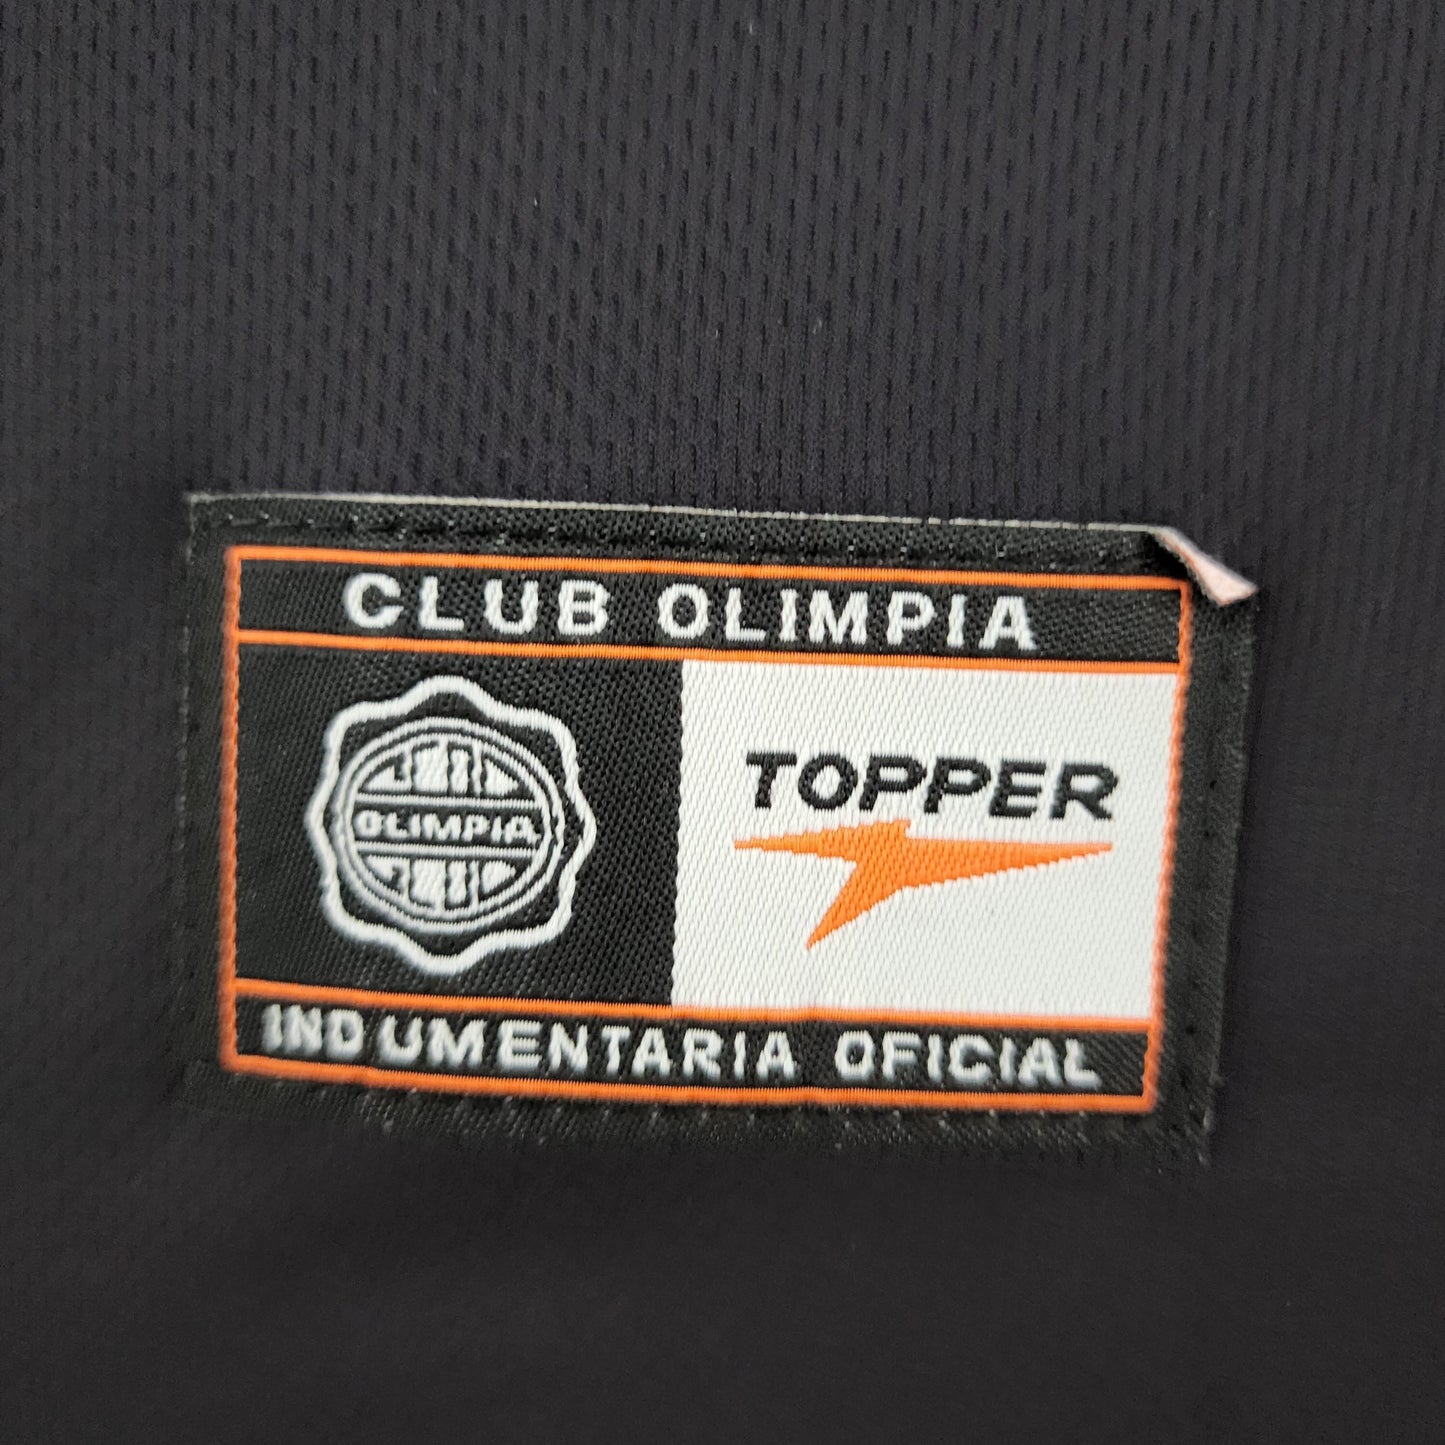 CLUB OLIMPIA
OLIMPIA
TOPPER
INDUMENTARIA OFICIAL